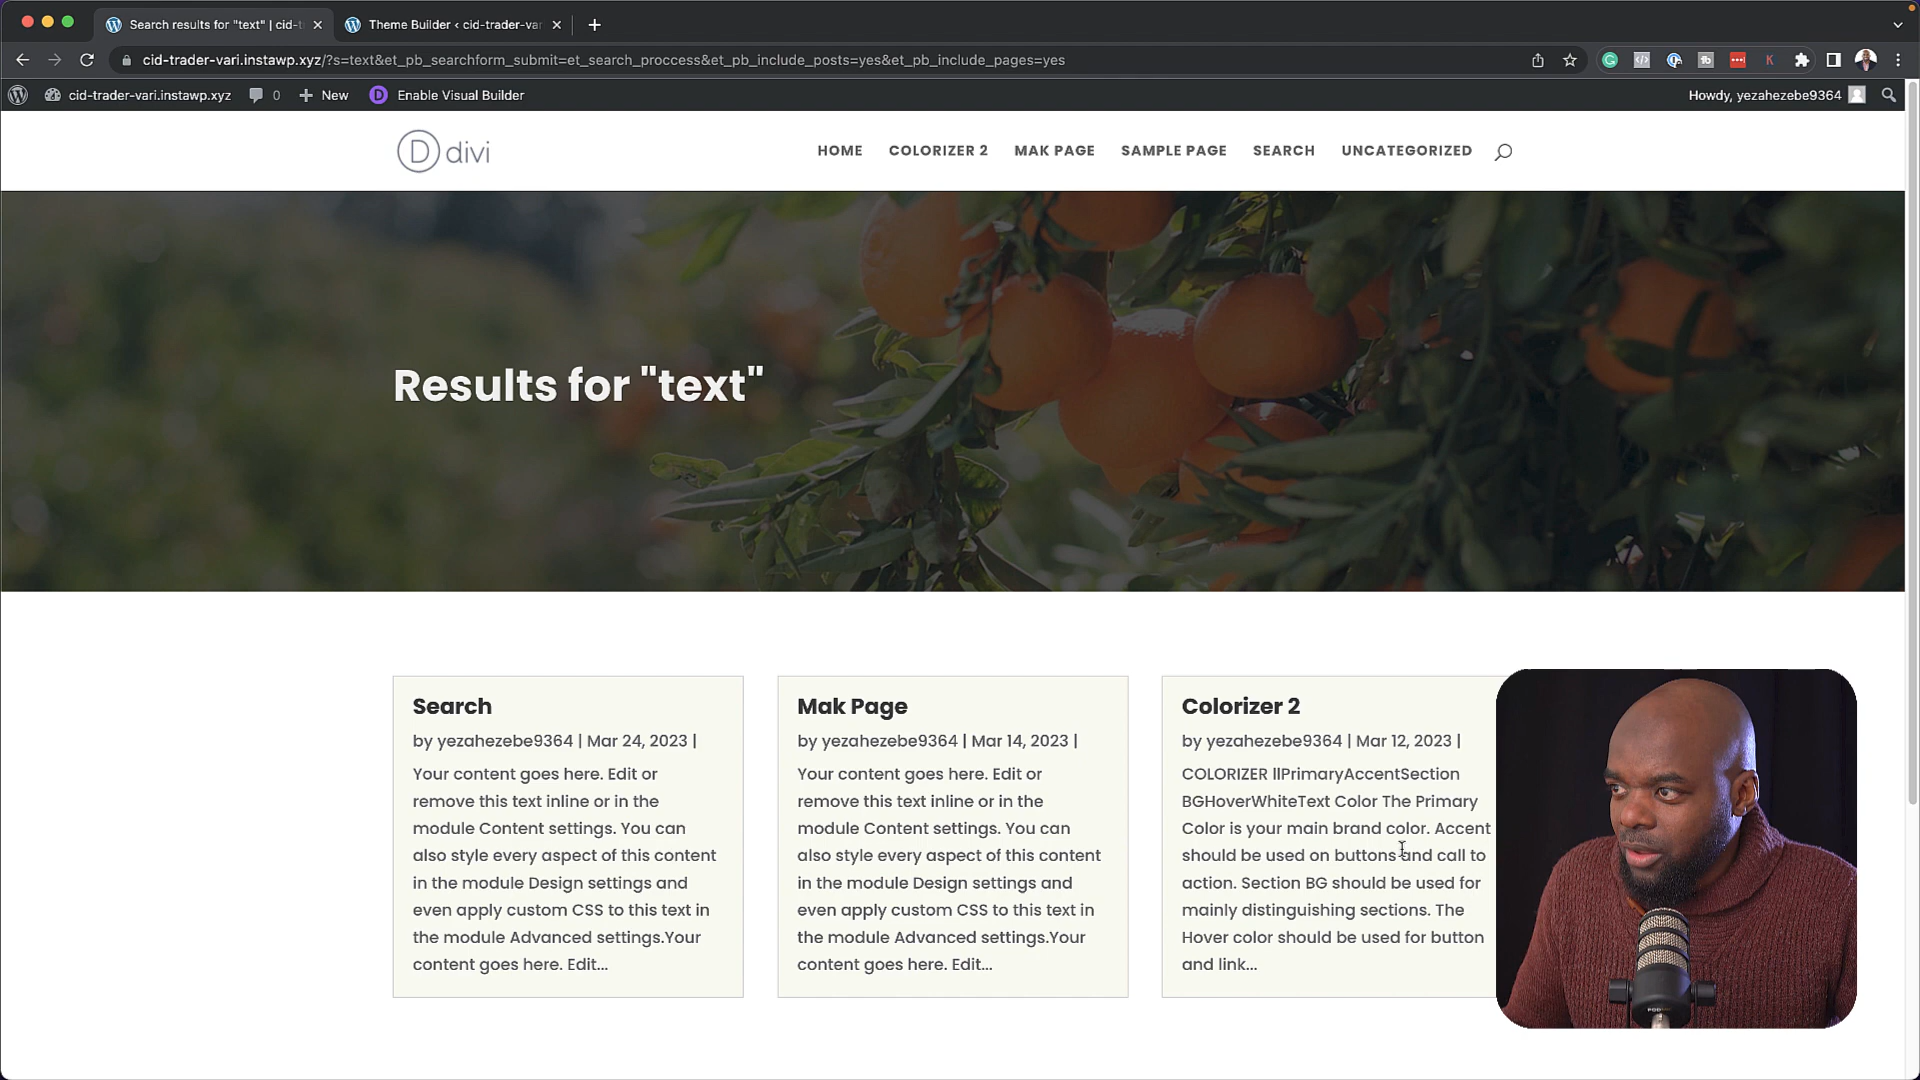 Search results for "text" | cid-t
Theme Builder < cid-trader-var
cid-trader-vari.instawp.xyz/?s=text&et_pb_searchform_submit=et_search_proccess&et_pb_include_posts=yes&et_pb_include_pages=yes
cid-trader-vari.instawp.xyz 0 New D Enable Visual Builder Howdy, yezahezebe9364
D divi HOME COLORIZER 2 MAK PAGE SAMPLE PAGE SEARCH UNCATEGORIZED
Results for "text"
Search
by yezahezebe9364 | Mar 24, 2023 |
Your content goes here. Edit or
remove this text inline or in the
module Content settings. You can
also style every aspect of this content
in the module Design settings and
even apply custom CSS to this text in
the module Advanced settings.Your
content goes here. Edit...
Mak Page
by yezahezebe9364 | Mar 14, 2023 |
Your content goes here. Edit or
remove this text inline or in the
module Content settings. You can
also style every aspect of this content
in the module Design settings and
even apply custom CSS to this text in
the module Advanced settings.Your
content goes here. Edit...
Colorizer 2
by yezahezebe9364 | Mar 12, 2023 |
COLORIZER llPrimaryAccentSection
BGHoverWhiteText Color The Primary
Color is your main brand color. Accent
should be used on buttons and call to
action. Section BG should be used for
mainly distinguishing sections. The
Hover color should be used for button
and link...